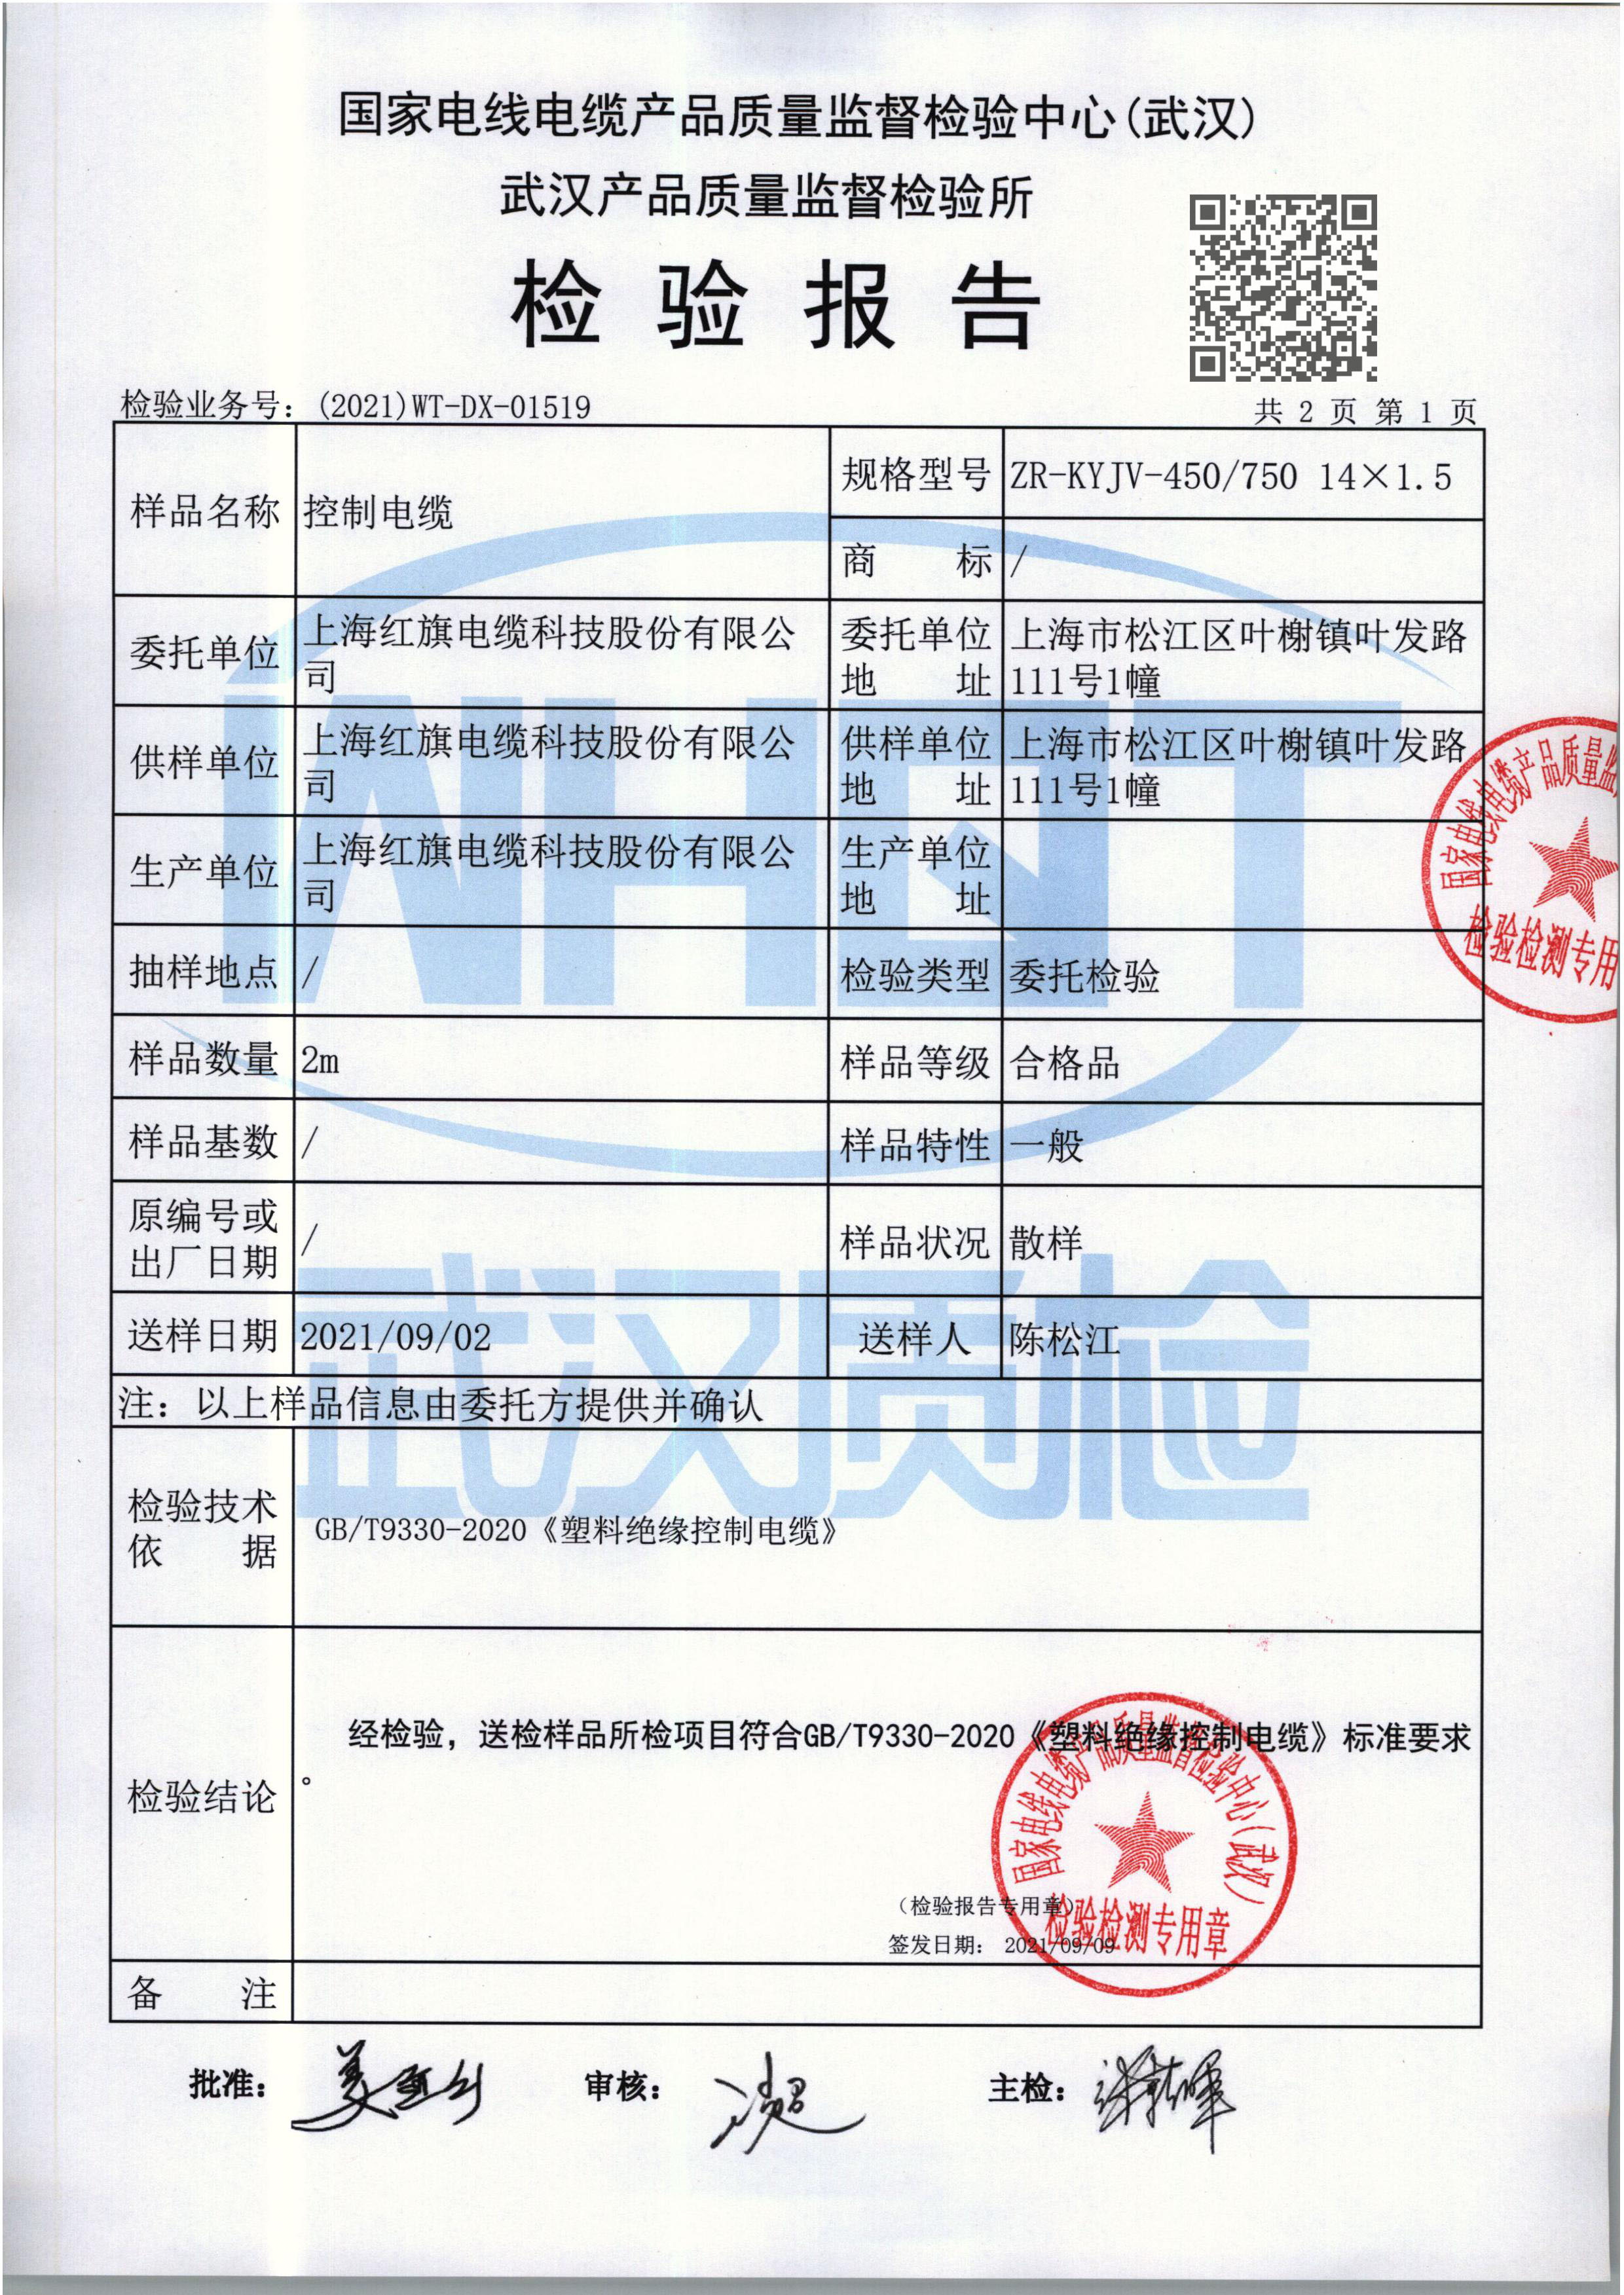 国家电线电缆产品质量监督检验中心(武汉)
武汉产品质量监督检验所
检验报告
检验业务号：(2021)WT-DX-01519
共 2 页 第 1 页
样品名称 控制电缆 规格型号 ZR-KYJV-450/750 14×1.5
商 标 /
委托单位 上海红旗电缆科技股份有限公
司
委托单位
地 址
上海市松江区叶榭镇叶发路
111号1幢
供样单位 上海红旗电缆科技股份有限公
司
供样单位
地 址
上海市松江区叶榭镇叶发路
111号1幢
生产单位 上海红旗电缆科技股份有限公
司
生产单位
地 址
抽样地点 / 检验类型 委托检验
样品数量 2m 样品等级 合格品
样品基数 / 样品特性 一般
原编号或
出厂日期
/ 样品状况 散样
送样日期 2021/09/02 送样人 陈松江
注：以上样品信息由委托方提供并确认
检验技术
依 据
GB/T9330-2020《塑料绝缘控制电缆》
检验结论
经检验，送检样品所检项目符合GB/T9330-2020《塑料绝缘控制电缆》标准要求
。
（检验报告专用章）
签发日期： 2021/09/09
国家电线电缆产品质量监督检验中心(武汉)
检验检测专用章
国家电线电缆产品质量监
检验检测专用
备 注
批准：
审核：
主检：
武汉质检